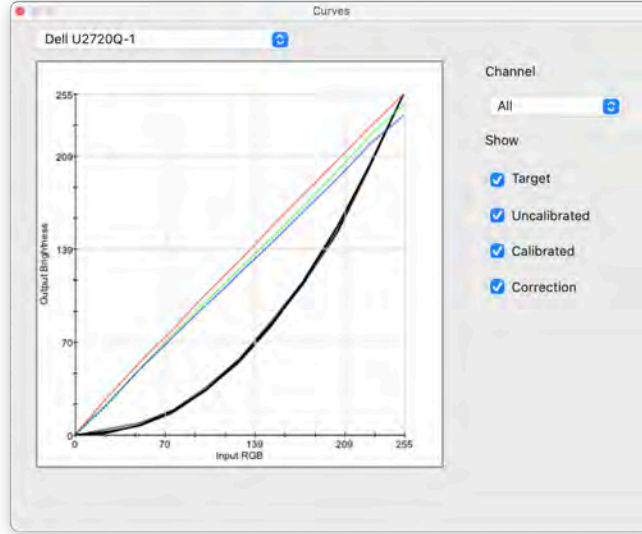 Curves
Dell U2720Q-1
Channel
All
Show
Target
Uncalibrated
Calibrated
Correction
Output Brightness
255
209
139
70
0
0 70 139 209 255
Input RGB